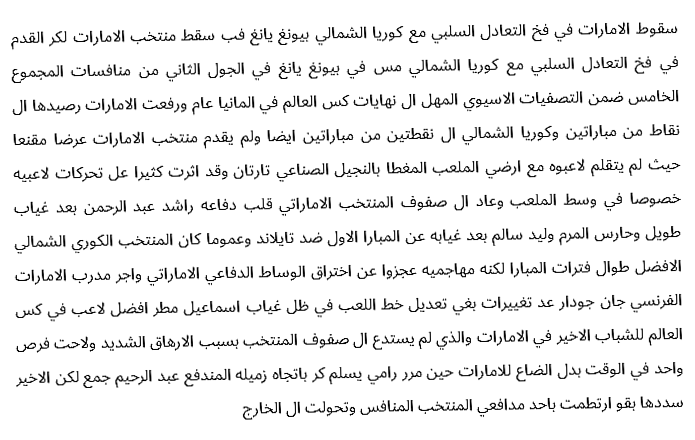 سقوط الامارات في فخ التعادل السلبي مع كوريا الشمالي بيونغ يانغ فب سقط منتخب الامارات لكر القدم
في فخ التعادل السلبي مع كوريا الشمالي مس في بيونغ يانغ في الجول الثاني من منافسات المجموع
الخامس ضمن التصفيات الاسيوي المهل ال نهايات كس العالم في المانيا عام ورفعت الامارات رصيدها ال
نقاط من مباراتين وكوريا الشمالي ال نقطتين من مباراتين ايضا ولم يقدم منتخب الامارات عرضا مقنعا
حيث لم يتقلم لاعبوه مع ارضي الملعب المغطا بالنجيل الصناعي تارتان وقد اثرت كثيرا عل تحركات لاعبيه
خصوصا في وسط الملعب وعاد ال صفوف المنتخب الاماراتي قلب دفاعه راشد عبد الرحمن بعد غياب
طويل وحارس المرم وليد سالم بعد غيابه عن المبارا الاول ضد تايلاند وعموما كان المنتخب الكوري الشمالي
الافضل طوال فترات المبارا لكنه مهاجميه عجزوا عن اختراق الوساط الدفاعي الاماراتي واجر مدرب الامارات
الفرنسي جان جودار عد تغييرات بغي تعديل خط اللعب في ظل غياب اسماعيل مطر افضل لاعب في كس
العالم للشباب الاخير في الامارات والذي لم يستدع ال صفوف المنتخب بسبب الارهاق الشديد ولاحت فرص
واحد في الوقت بدل الضاع للامارات حين مرر رامي يسلم كر باتجاه زميله المندفع عبد الرحيم جمع لكن الاخير
سددها بقو ارتطمت باحد مدافعي المنتخب المنافس وتحولت ال الخارج